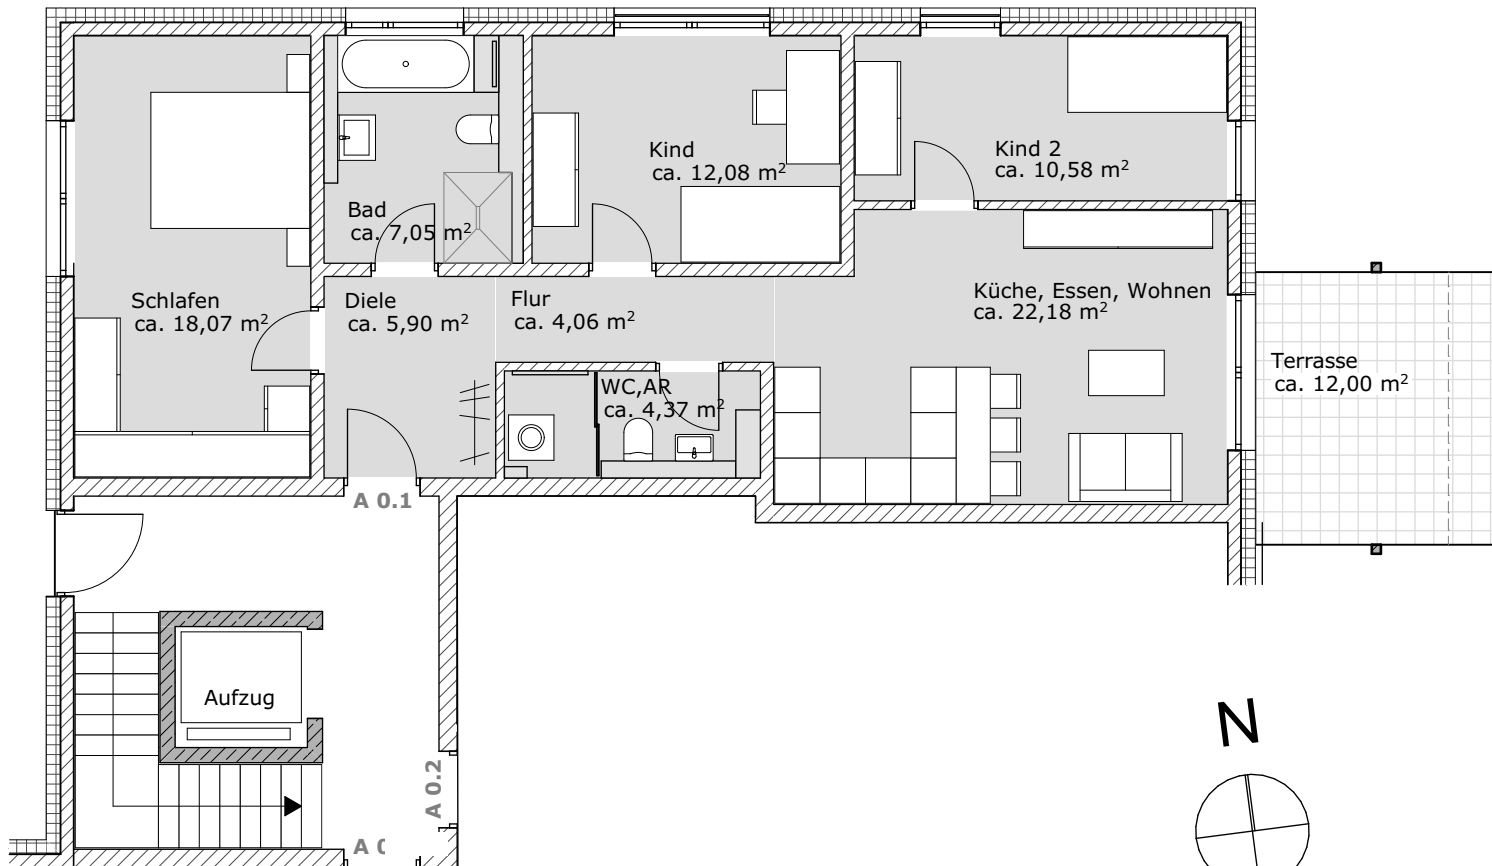 Kind
ca. 12,08 m²
Kind 2
ca. 10,58 m²
Bad
ca. 7,05 m²
Schlafen
ca. 18,07 m²
Diele
ca. 5,90 m²
Flur
ca. 4,06 m²
Küche, Essen, Wohnen
ca. 22,18 m²
Terrasse
ca. 12,00 m²
WC,AR
ca. 4,37 m²
A 0.1
Aufzug
A 0.2
N